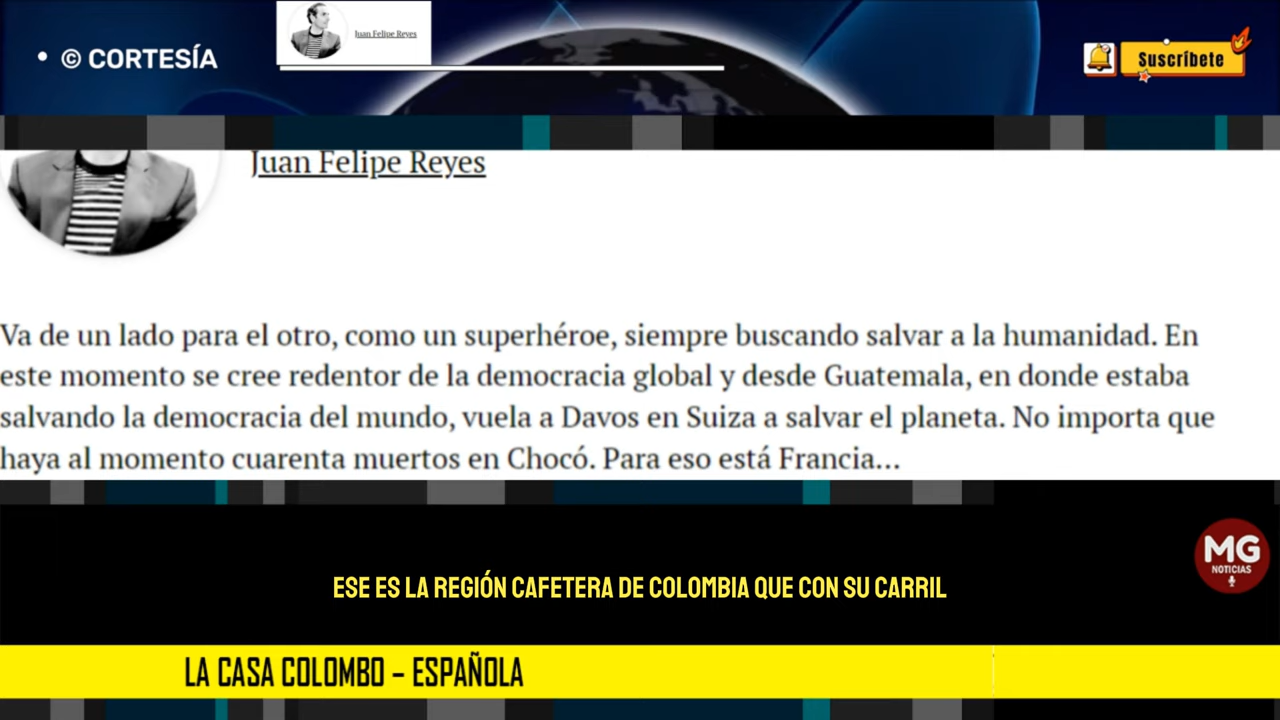 • © CORTESÍA
Juan Felipe Reyes
Suscríbete
Juan Felipe Reyes
Va de un lado para el otro, como un superhéroe, siempre buscando salvar a la humanidad. En
este momento se cree redentor de la democracia global y desde Guatemala, en donde estaba
salvando la democracia del mundo, vuela a Davos en Suiza a salvar el planeta. No importa que
haya al momento cuarenta muertos en Chocó. Para eso está Francia...
MG
NOTICIAS
ESE ES LA REGIÓN CAFETERA DE COLOMBIA QUE CON SU CARRIL
LA CASA COLOMBO - ESPAÑOLA